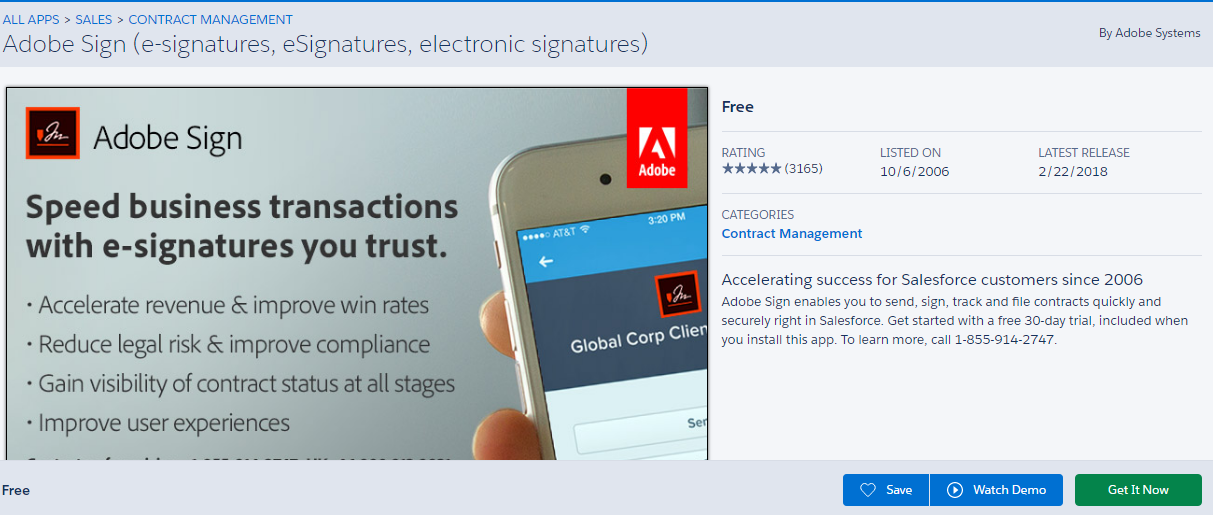 ALL APPS > SALES > CONTRACT MANAGEMENT
Adobe Sign (e-signatures, eSignatures, electronic signatures)
By Adobe Systems
Adobe Sign
Adobe
Speed business transactions
with e-signatures you trust.
• Accelerate revenue & improve win rates
• Reduce legal risk & improve compliance
• Gain visibility of contract status at all stages
• Improve user experiences
AT&T
3:20 PM
Global Corp Clien
Sen
Free
RATING
(3165)
LISTED ON
10/6/2006
LATEST RELEASE
2/22/2018
CATEGORIES
Contract Management
Accelerating success for Salesforce customers since 2006
Adobe Sign enables you to send, sign, track and file contracts quickly and
securely right in Salesforce. Get started with a free 30-day trial, included when
you install this app. To learn more, call 1-855-914-2747.
Free
Save
Watch Demo
Get It Now